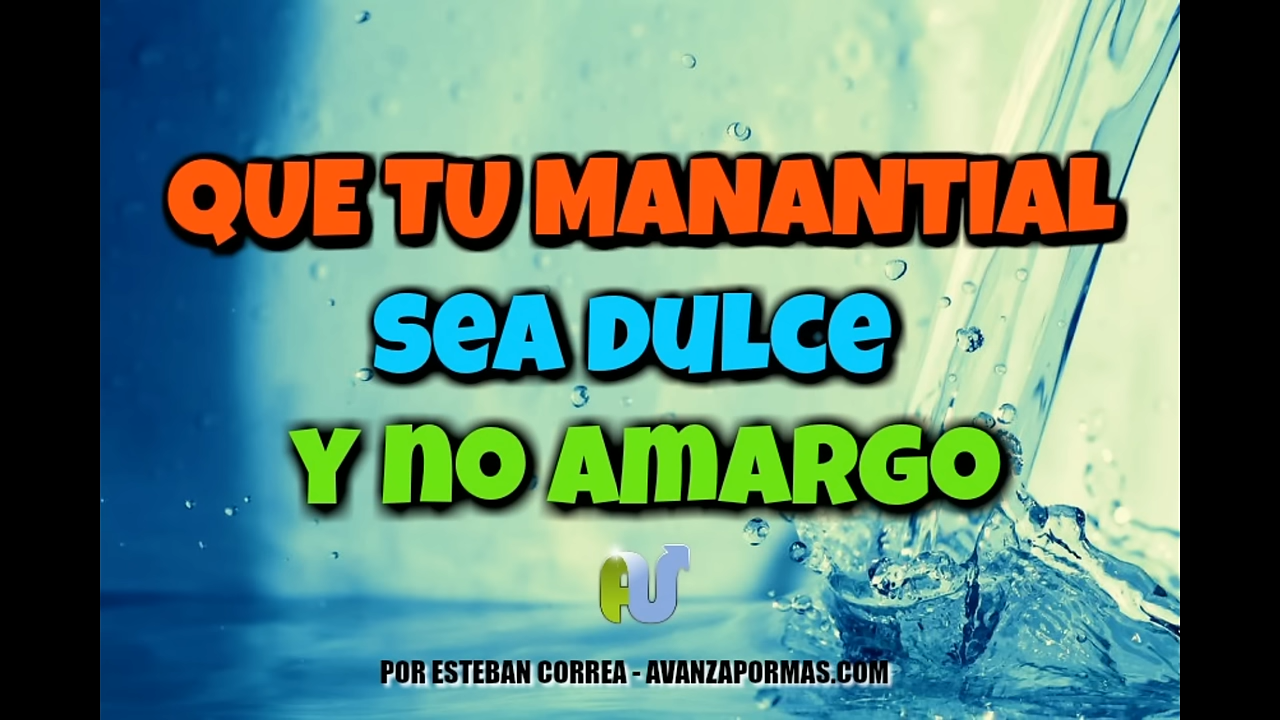 QUE TU MANANTIAL
SEA DULCE
Y NO AMARGO
POR ESTEBAN CORREA - AVANZAPORMAS.COM